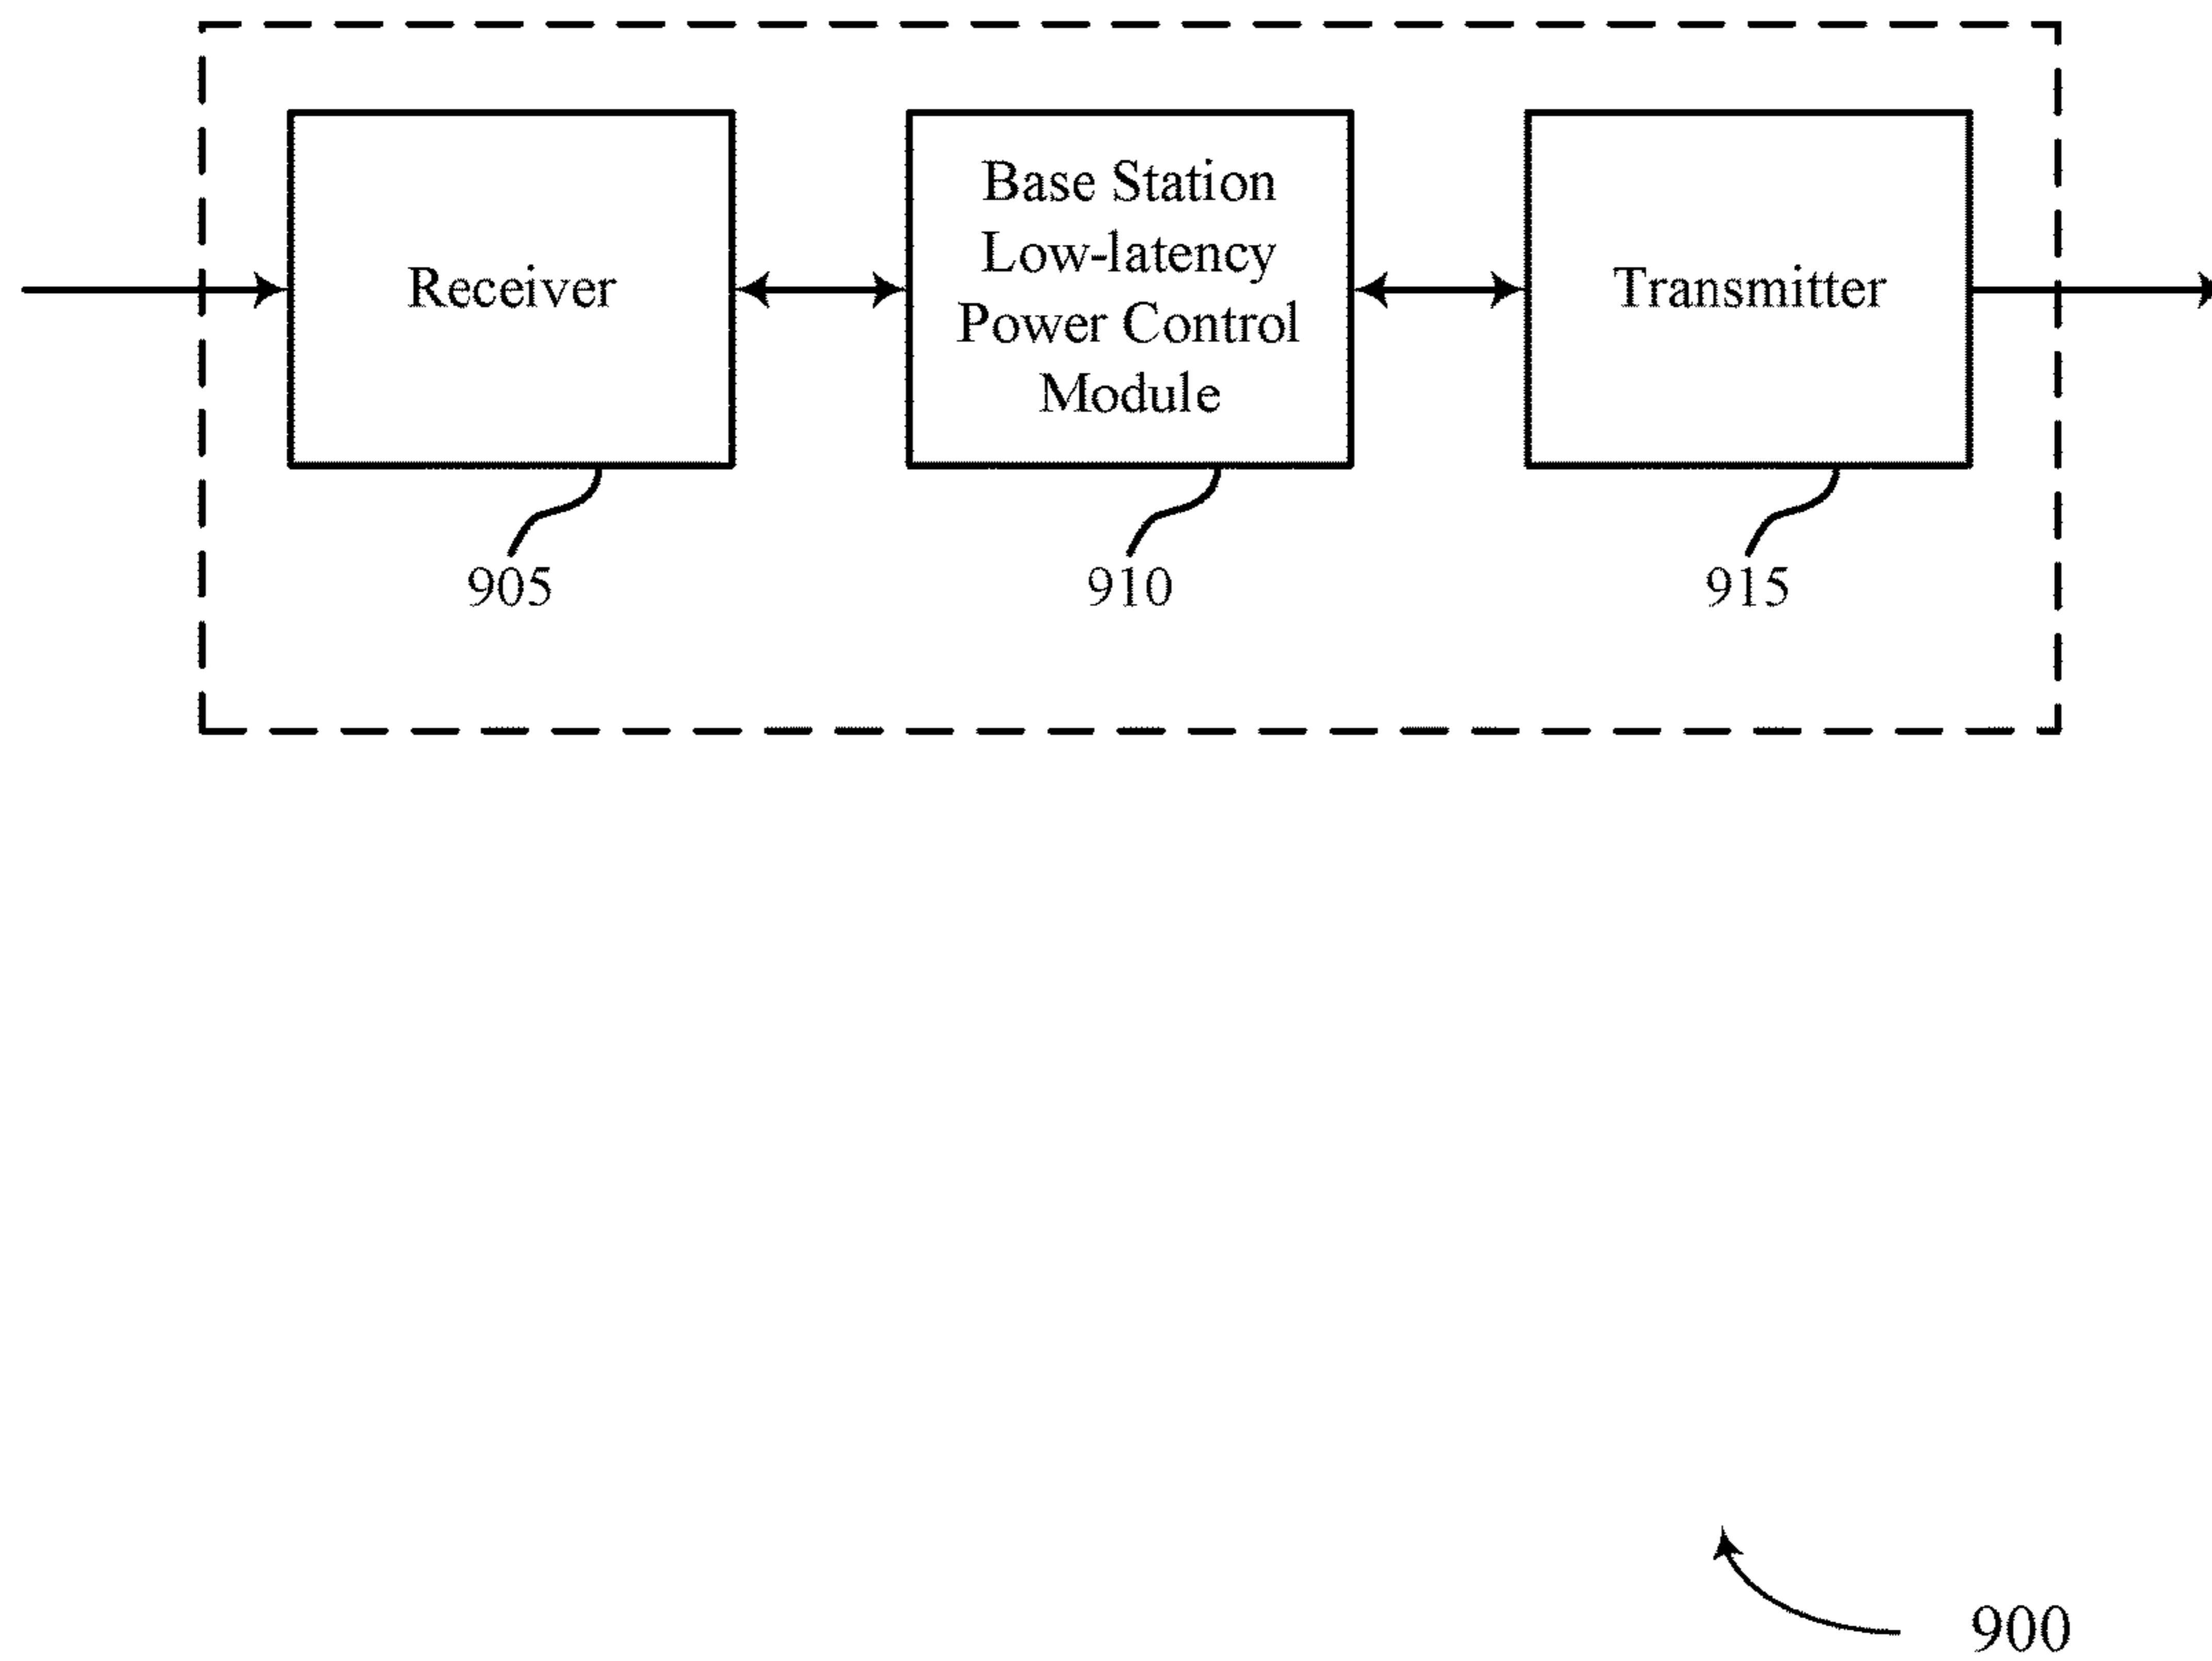 Receiver
Base Station
Low-latency
Power Control
Module
Transmitter
905
910
915
900